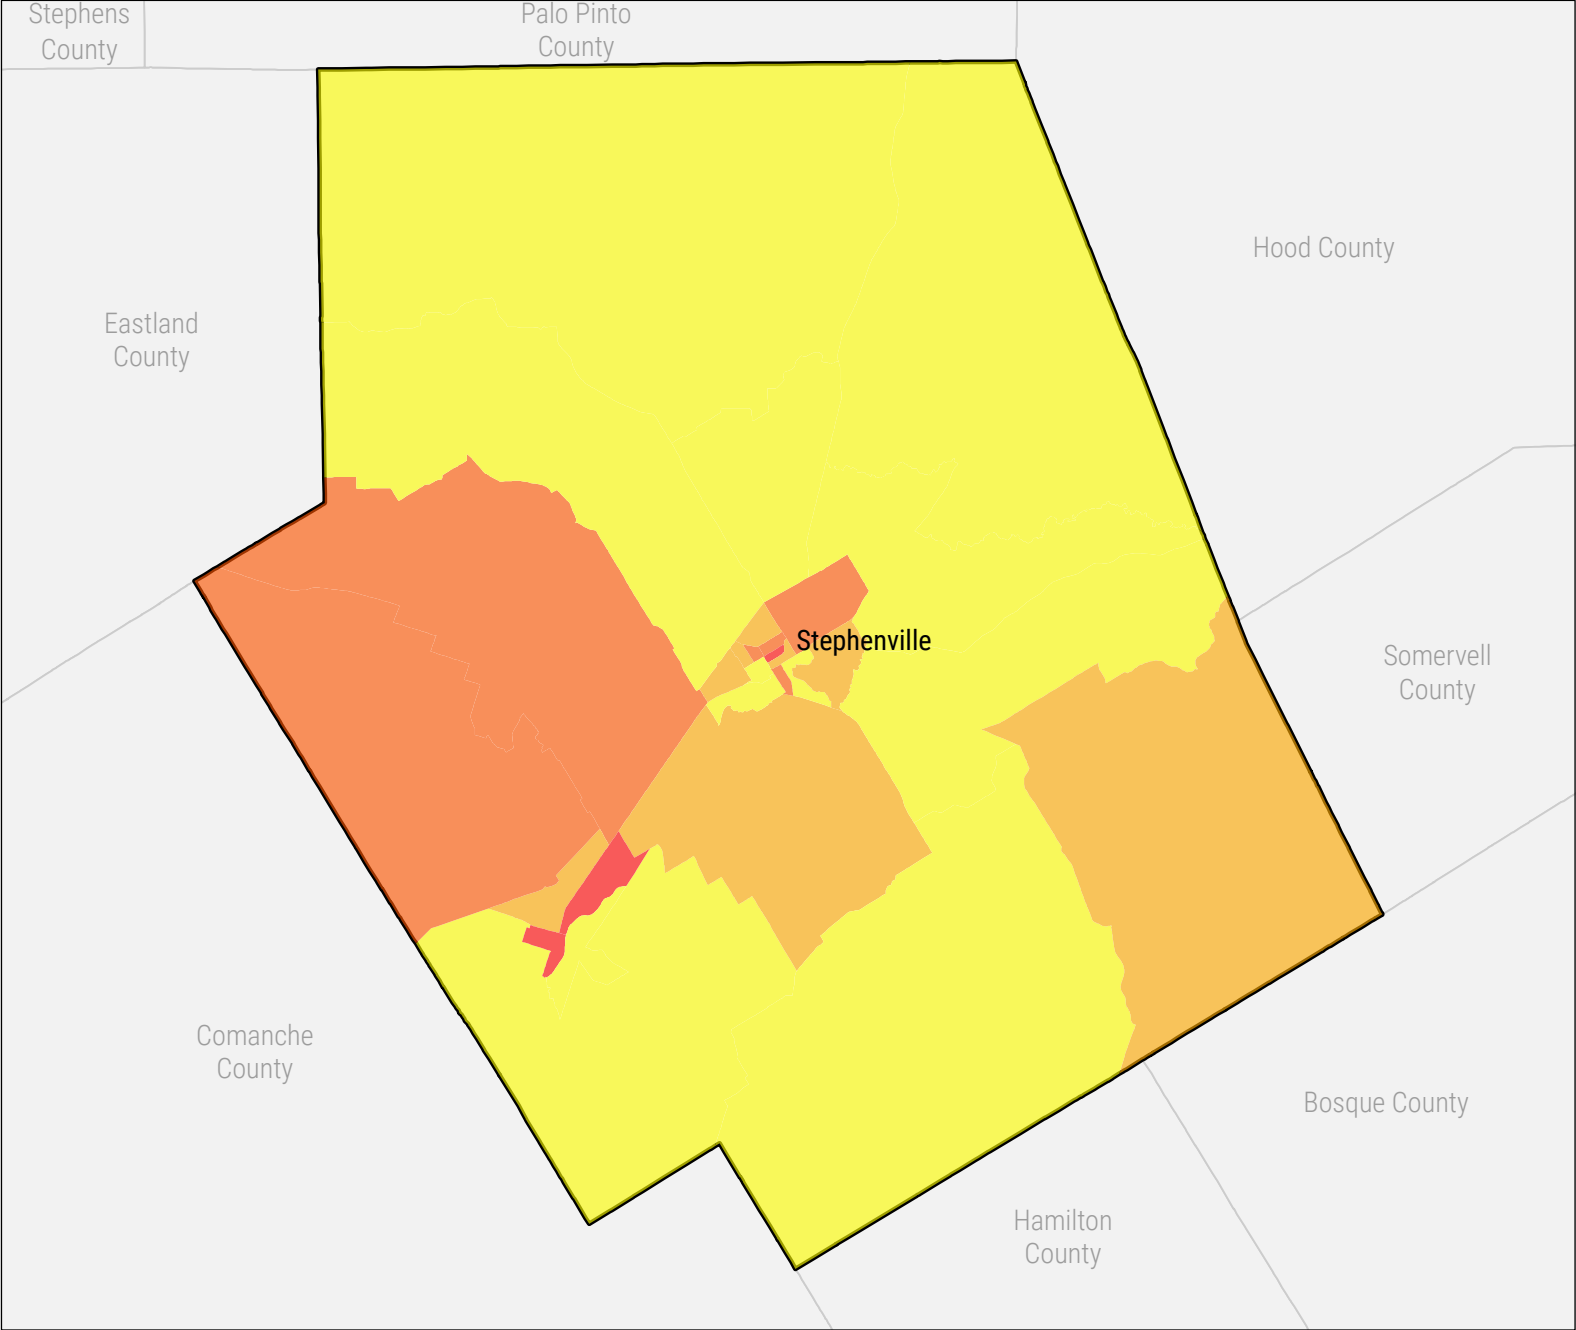 Stephens
County
Palo Pinto
County
Hood County
Eastland
County
Stephenville
Somervell
County
Comanche
County
Bosque County
Hamilton
County